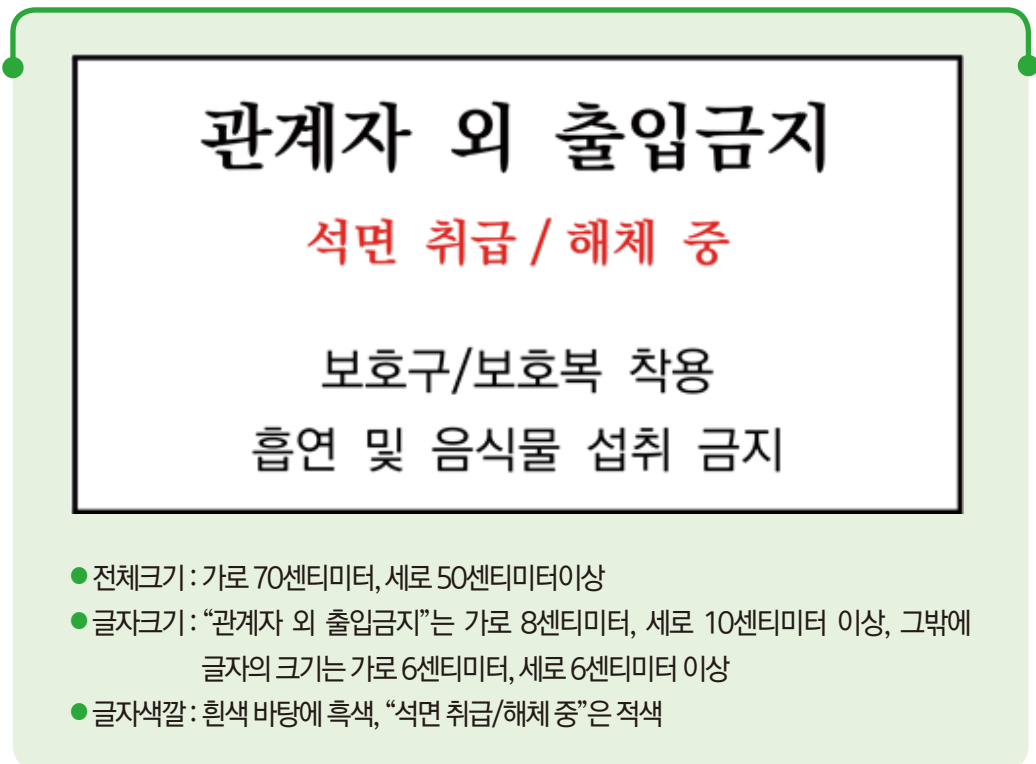 관계자 외 출입금지
석면 취급 / 해체 중
보호구/보호복 착용
흡연 및 음식물 섭취 금지
● 전체크기 : 가로 70센티미터, 세로 50센티미터이상
● 글자크기 : “관계자 외 출입금지”는 가로 8센티미터, 세로 10센티미터 이상, 그밖에
글자의 크기는 가로 6센티미터, 세로 6센티미터 이상
● 글자색깔 : 흰색 바탕에 흑색, “석면 취급/해체 중”은 적색